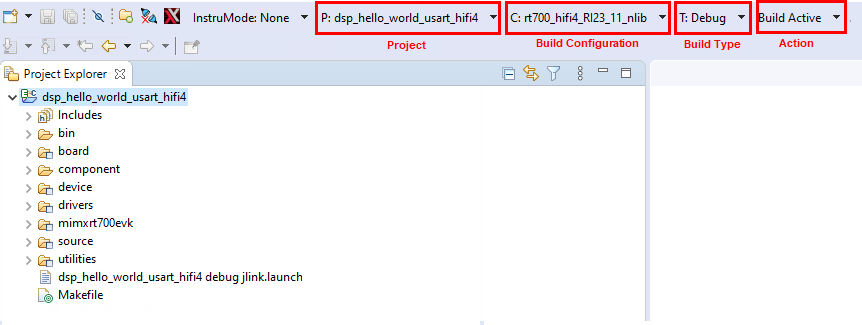 InstruMode: None P: dsp_hello_world_usart_hifi4 C: rt700_hifi4_RI23_11_nlib T: Debug Build Active
Project Build Configuration Build Type Action
Project Explorer
dsp_hello_world_usart_hifi4
Includes
bin
board
component
device
drivers
mimxrt700evk
source
utilities
dsp_hello_world_usart_hifi4 debug jlink.launch
Makefile